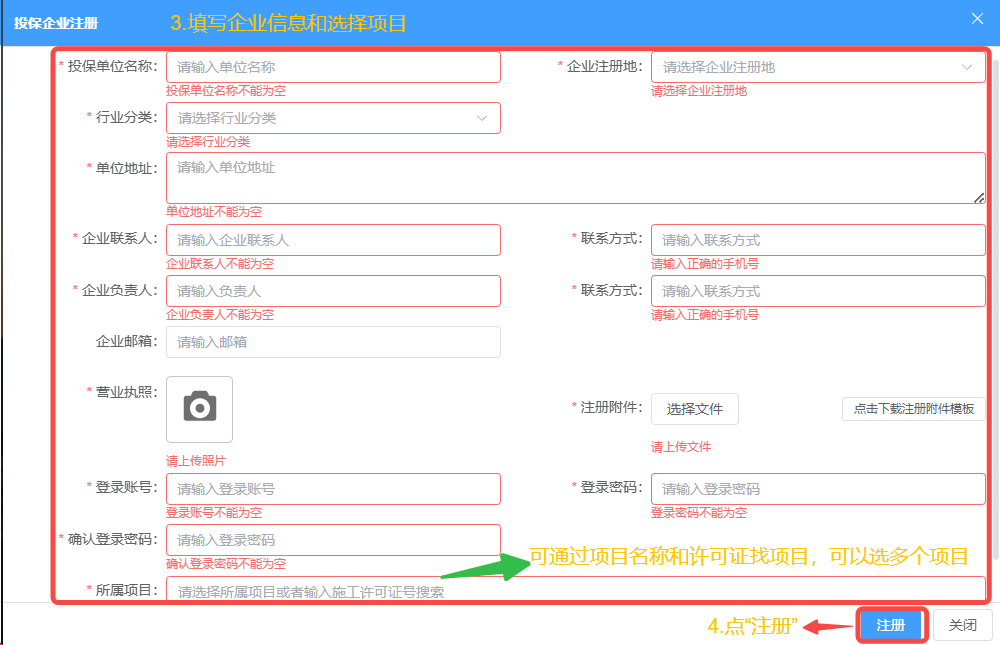 投保企业注册 3.填写企业信息和选择项目
* 投保单位名称： 请输入单位名称 * 企业注册地： 请选择企业注册地
投保单位名称不能为空 请选择企业注册地
* 行业分类： 请选择行业分类
请选择行业分类
* 单位地址： 请输入单位地址
单位地址不能为空
* 企业联系人： 请输入企业联系人 * 联系方式： 请输入联系方式
企业联系人不能为空 请输入正确的手机号
* 企业负责人： 请输入负责人 * 联系方式： 请输入联系方式
企业负责人不能为空 请输入正确的手机号
企业邮箱： 请输入邮箱
* 营业执照：
* 注册附件： 选择文件 点击下载注册附件模板
请上传照片 请上传文件
* 登录账号： 请输入登录账号 * 登录密码： 请输入登录密码
登录账号不能为空 登录密码不能为空
* 确认登录密码： 请输入登录密码
确认登录密码不能为空 可通过项目名称和许可证找项目，可以选多个项目
* 所属项目： 请选择所属项目或者输入施工许可证号搜索
4.点“注册” 注册 关闭